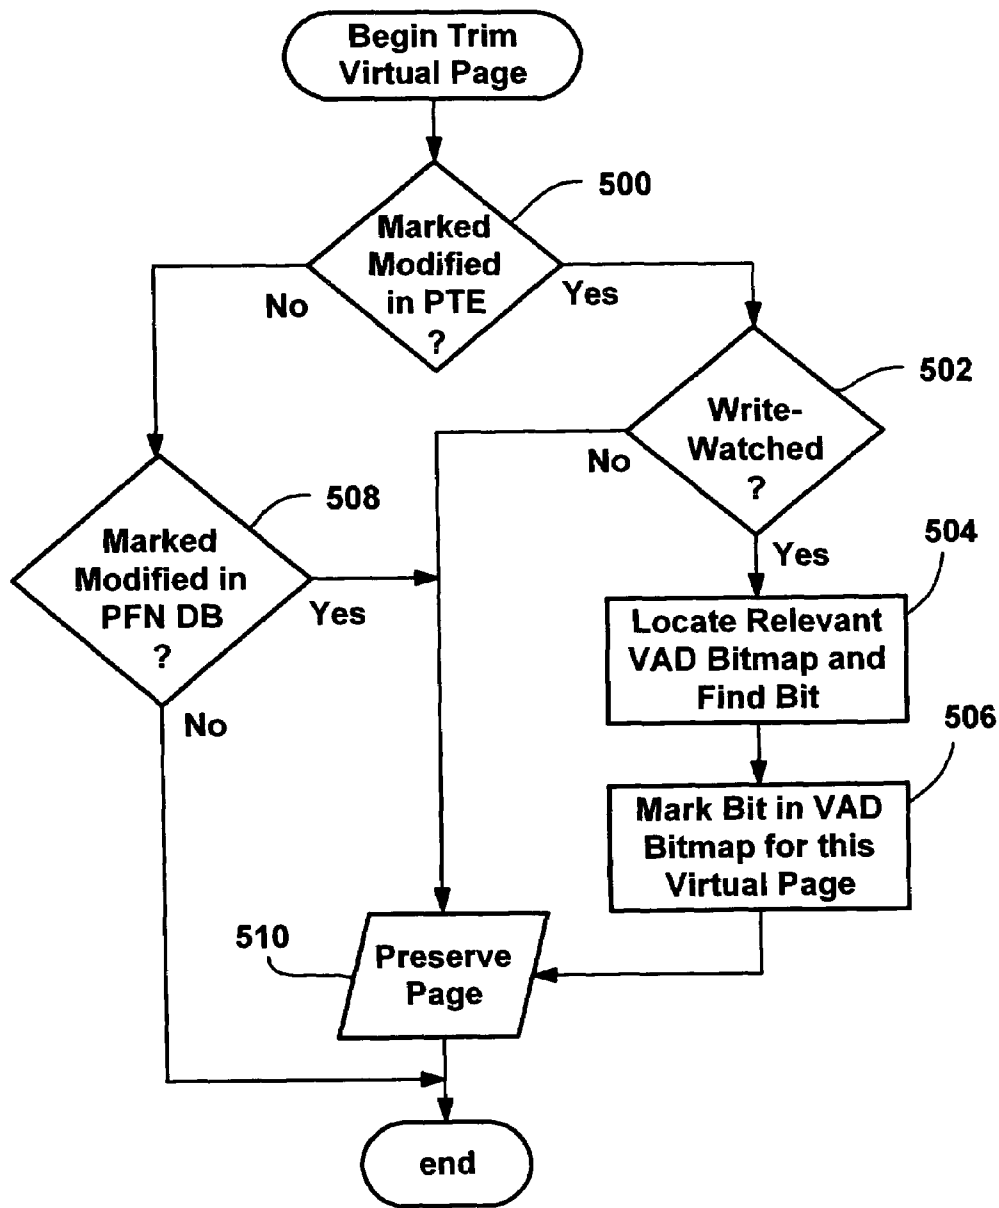 Begin Trim
Virtual Page
500
Marked
Modified
in PTE
?
No
Yes
502
Write-
Watched
?
No
Yes
508
Marked
Modified in
PFN DB
?
Yes
No
504
Locate Relevant
VAD Bitmap and
Find Bit
506
Mark Bit in VAD
Bitmap for this
Virtual Page
510
Preserve
Page
end